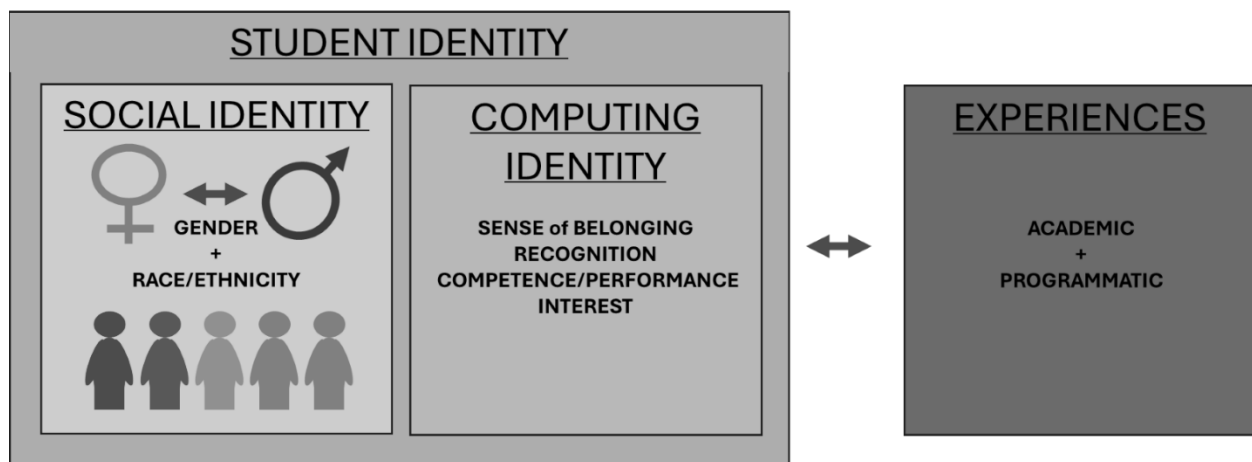 STUDENT IDENTITY
SOCIAL IDENTITY
GENDER
+
RACE/ETHNICITY
COMPUTING
IDENTITY
SENSE of BELONGING
RECOGNITION
COMPETENCE/PERFORMANCE
INTEREST
EXPERIENCES
ACADEMIC
+
PROGRAMMATIC